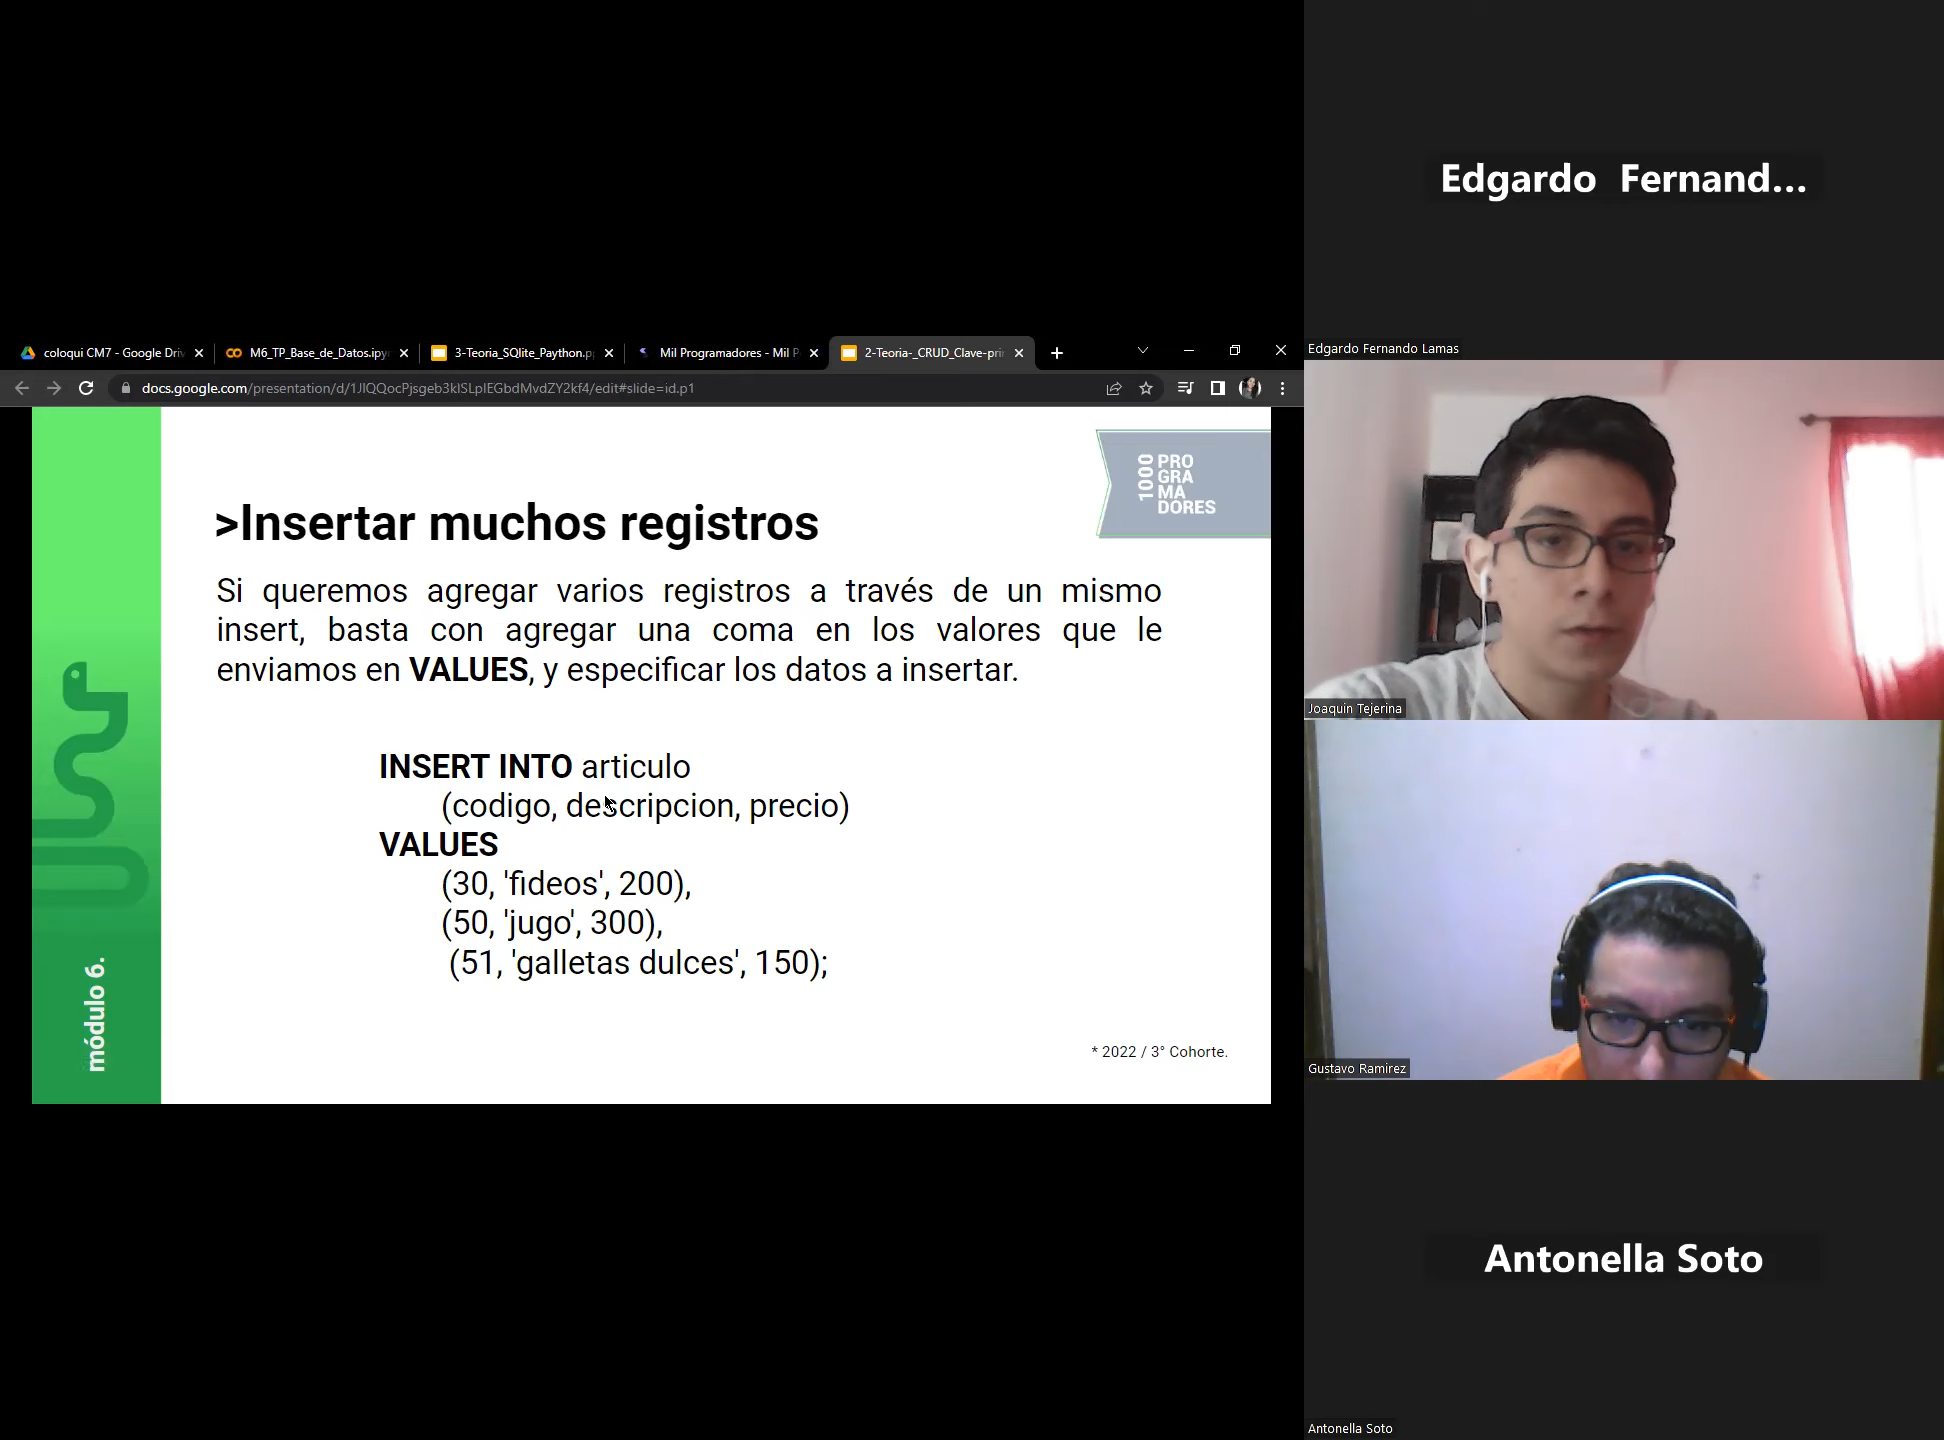 coloqui CM7 - Google Driv
M6_TP_Base_de_Datos.ipy
3-Teoria_SQlite_Paython.p
Mil Programadores - Mil P
2-Teoria-_CRUD_Clave-pri
docs.google.com/presentation/d/1JIQQocPjsgeb3kISLpIEGbdMvdZY2kf4/edit#slide=id.p1
1000
PRO
GRA
MA
DORES
>Insertar muchos registros
Si queremos agregar varios registros a través de un mismo
insert, basta con agregar una coma en los valores que le
enviamos en VALUES, y especificar los datos a insertar.
INSERT INTO articulo
(codigo, descripcion, precio)
VALUES
(30, 'fideos', 200),
(50, 'jugo', 300),
(51, 'galletas dulces', 150);
módulo 6.
* 2022 / 3° Cohorte.
Edgardo Fernand...
Edgardo Fernando Lamas
Joaquin Tejerina
Gustavo Ramirez
Antonella Soto
Antonella Soto